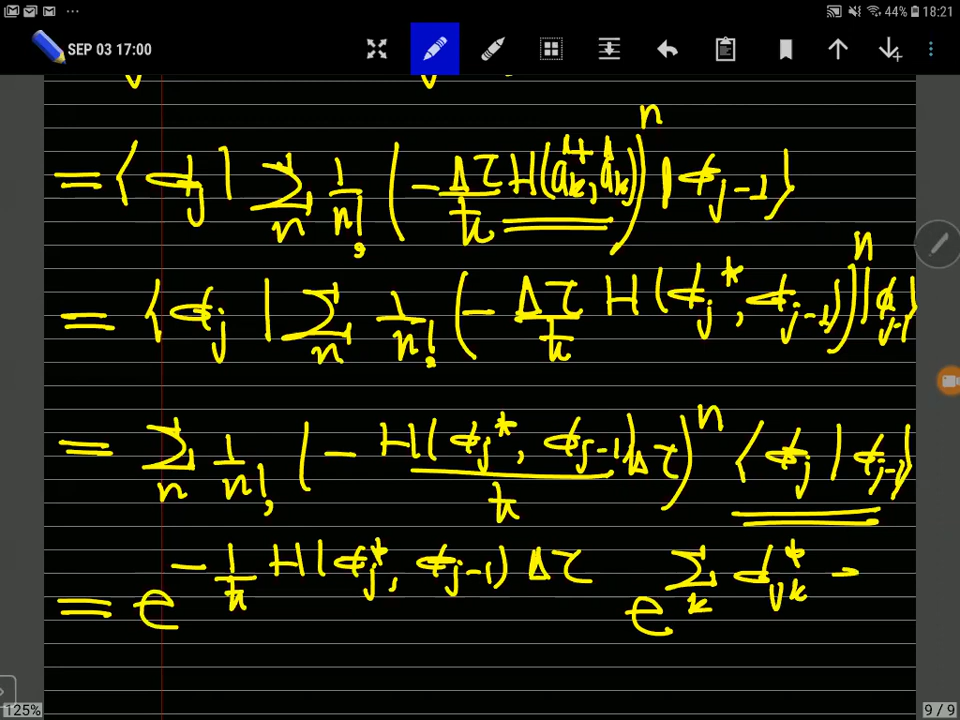 SEP 03 17:00
44% 18:21
= ⟨ϕ_j | Σ_n 1/n! (− Δτ/ħ H(a_k^+, a_k))^n | ϕ_{j-1}⟩
= ⟨ϕ_j | Σ_n 1/n! (− Δτ/ħ H(ϕ_j^*, ϕ_{j-1}))^n | ϕ_{j-1}⟩
= Σ_n 1/n! (− H(ϕ_j^*, ϕ_{j-1})Δτ / ħ)^n ⟨ϕ_j | ϕ_{j-1}⟩
= e^{− 1/ħ H(ϕ_j^*, ϕ_{j-1}) Δτ} e^{Σ_k ϕ_{jk}^*
125%
9 / 9